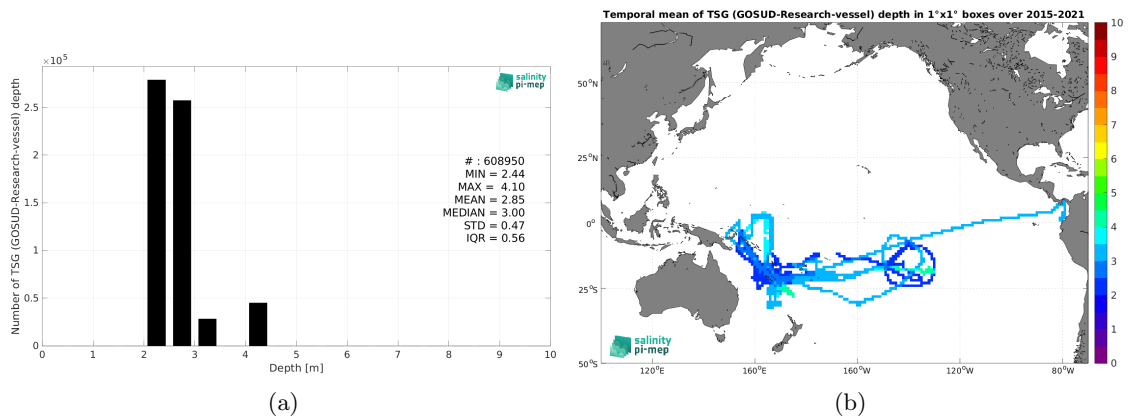 ×10⁵
2.5
2
1.5
1
0.5
0
Number of TSG (GOSUD-Research-vessel) depth
0 1 2 3 4 5 6 7 8 9 10
Depth [m]
salinity
pi-mep
# : 608950
MIN = 2.44
MAX = 4.10
MEAN = 2.85
MEDIAN = 3.00
STD = 0.47
IQR = 0.56
(a)
Temporal mean of TSG (GOSUD-Research-vessel) depth in 1°x1° boxes over 2015-2021
50°N
25°N
0°
25°S
50°S
120°E 160°E 160°W 120°W 80°W
salinity
pi-mep
10
9
8
7
6
5
4
3
2
1
0
(b)